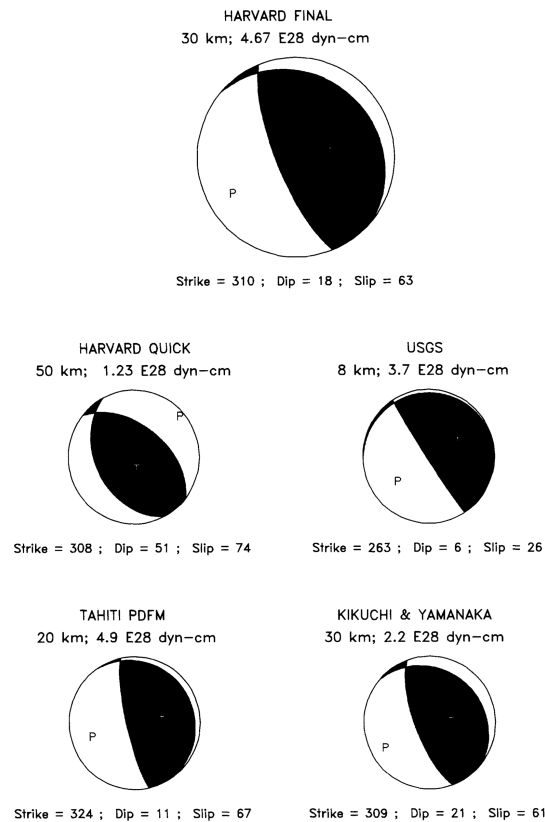 HARVARD FINAL
30 km; 4.67 E28 dyn-cm
P
Strike = 310 ; Dip = 18 ; Slip = 63
HARVARD QUICK
50 km; 1.23 E28 dyn-cm
P
T
Strike = 308 ; Dip = 51 ; Slip = 74
USGS
8 km; 3.7 E28 dyn-cm
P
Strike = 263 ; Dip = 6 ; Slip = 26
TAHITI PDFM
20 km; 4.9 E28 dyn-cm
P
Strike = 324 ; Dip = 11 ; Slip = 67
KIKUCHI & YAMANAKA
30 km; 2.2 E28 dyn-cm
P
Strike = 309 ; Dip = 21 ; Slip = 61